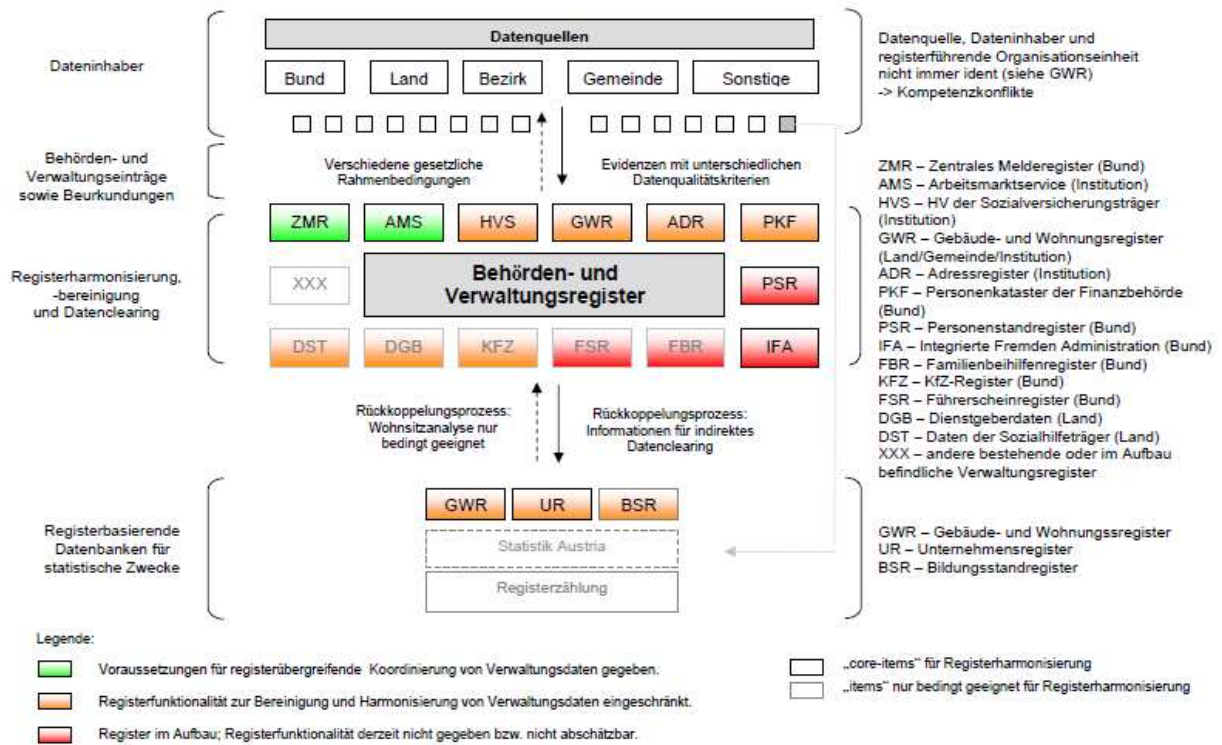 Datenquellen
Dateninhaber
Bund Land Bezirk Gemeinde Sonstige
Datenquelle, Dateninhaber und
registerführende Organisationseinheit
nicht immer ident (siehe GWR)
-> Kompetenzkonflikte
Behörden- und
Verwaltungseinträge
sowie Beurkundungen
Verschiedene gesetzliche
Rahmenbedingungen
Evidenzen mit unterschiedlichen
Datenqualitätskriterien
ZMR AMS HVS GWR ADR PKF
Registerharmonisierung,
-bereinigung
und Datenclearing
XXX
Behörden- und
Verwaltungsregister
PSR
DST DGB KFZ FSR FBR IFA
ZMR – Zentrales Melderegister (Bund)
AMS – Arbeitsmarktservice (Institution)
HVS – HV der Sozialversicherungsträger
(Institution)
GWR – Gebäude- und Wohnungsregister
(Land/Gemeinde/Institution)
ADR – Adressregister (Institution)
PKF – Personenkataster der Finanzbehörde
(Bund)
PSR – Personenstandregister (Bund)
IFA – Integrierte Fremden Administration (Bund)
FBR – Familienbeihilfenregister (Bund)
KFZ – KfZ-Register (Bund)
FSR – Führerscheinregister (Bund)
DGB – Dienstgeberdaten (Land)
DST – Daten der Sozialhilfeträger (Land)
XXX – andere bestehende oder im Aufbau
befindliche Verwaltungsregister
Rückkoppelungsprozess:
Wohnsitzanalyse nur
bedingt geeignet
Rückkoppelungsprozess:
Informationen für indirektes
Datenclearing
Registerbasierende
Datenbanken für
statistische Zwecke
GWR UR BSR
Statistik Austria
Registerzählung
GWR – Gebäude- und Wohnungssregister
UR – Unternehmensregister
BSR – Bildungsstandregister
Legende:
Voraussetzungen für registerübergreifende Koordinierung von Verwaltungsdaten gegeben.
Registerfunktionalität zur Bereinigung und Harmonisierung von Verwaltungsdaten eingeschränkt.
Register im Aufbau; Registerfunktionalität derzeit nicht gegeben bzw. nicht abschätzbar.
„core-items" für Registerharmonisierung
„items" nur bedingt geeignet für Registerharmonisierung